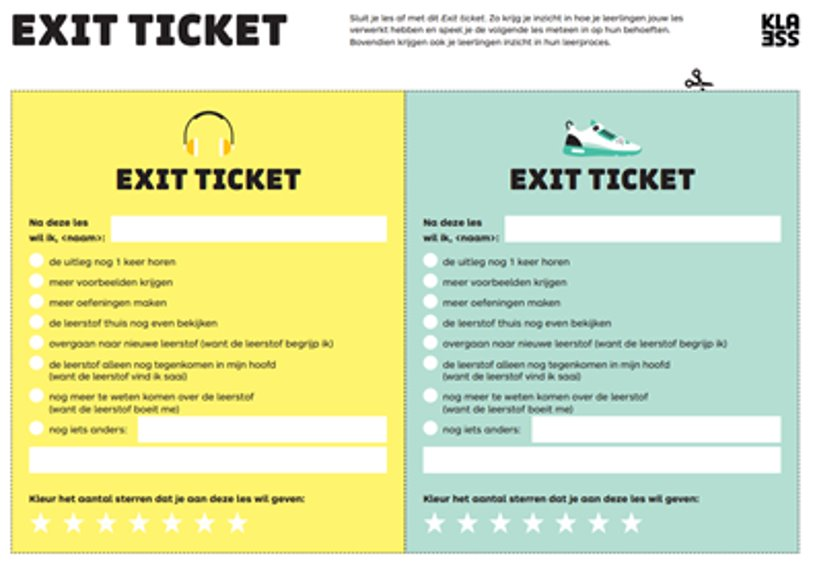 EXIT TICKET
Sluit je les af met dit Exit ticket. Zo krijg je inzicht in hoe je leerlingen jouw les
verwerkt hebben en speel je de volgende les meteen in op hun behoeften.
Bovendien krijgen ook je leerlingen inzicht in hun leerproces.
KLA
SSE
EXIT TICKET
Na deze les
wil ik, <naam>:
de uitleg nog 1 keer horen
meer voorbeelden krijgen
meer oefeningen maken
de leerstof thuis nog even bekijken
overgaan naar nieuwe leerstof (want de leerstof begrijp ik)
de leerstof alleen nog tegenkomen in mijn hoofd
(want de leerstof vind ik saai)
nog meer te weten komen over de leerstof
(want de leerstof boeit me)
nog iets anders:
Kleur het aantal sterren dat je aan deze les wil geven:
EXIT TICKET
Na deze les
wil ik, <naam>:
de uitleg nog 1 keer horen
meer voorbeelden krijgen
meer oefeningen maken
de leerstof thuis nog even bekijken
overgaan naar nieuwe leerstof (want de leerstof begrijp ik)
de leerstof alleen nog tegenkomen in mijn hoofd
(want de leerstof vind ik saai)
nog meer te weten komen over de leerstof
(want de leerstof boeit me)
nog iets anders:
Kleur het aantal sterren dat je aan deze les wil geven: